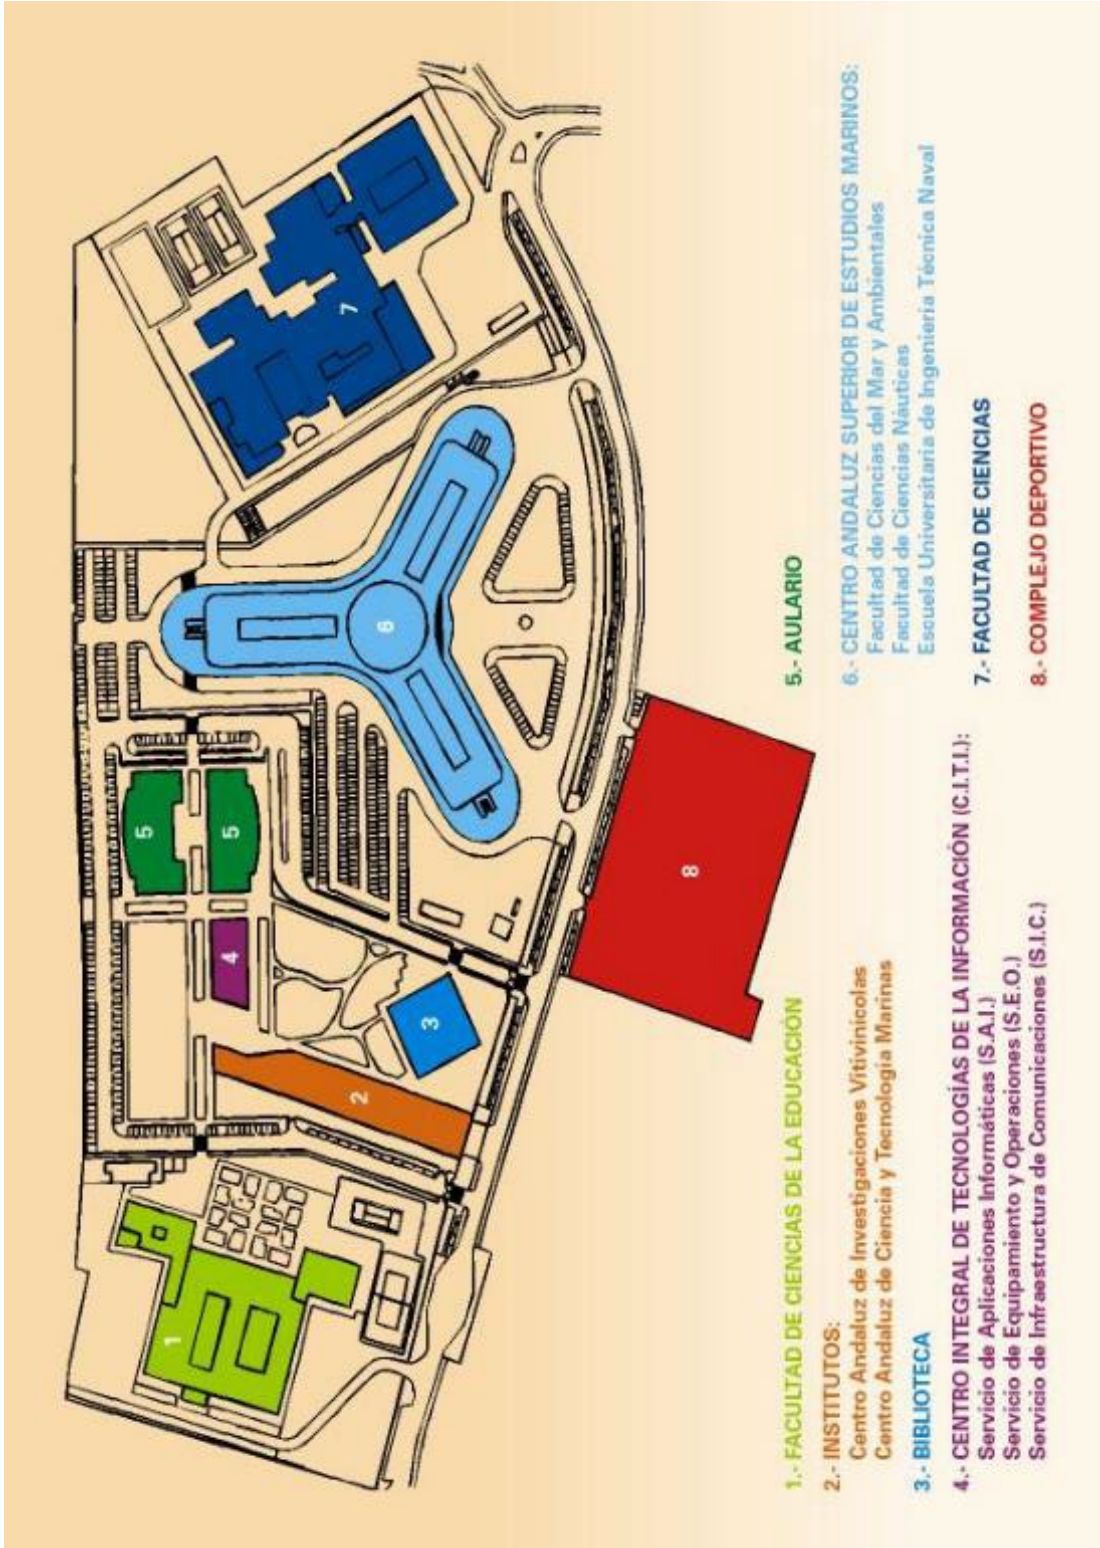 1
2
3
4
5
5
6
7
8
1.- FACULTAD DE CIENCIAS DE LA EDUCACIÓN
2.- INSTITUTOS:
Centro Andaluz de Investigaciones Vitivinícolas
Centro Andaluz de Ciencia y Tecnología Marinas
3.- BIBLIOTECA
4.- CENTRO INTEGRAL DE TECNOLOGÍAS DE LA INFORMACIÓN (C.I.T.I.):
Servicio de Aplicaciones Informáticas (S.A.I.)
Servicio de Equipamiento y Operaciones (S.E.O.)
Servicio de Infraestructura de Comunicaciones (S.I.C.)
5.- AULARIO
6.- CENTRO ANDALUZ SUPERIOR DE ESTUDIOS MARINOS:
Facultad de Ciencias del Mar y Ambientales
Facultad de Ciencias Náuticas
Escuela Universitaria de Ingeniería Técnica Naval
7.- FACULTAD DE CIENCIAS
8.- COMPLEJO DEPORTIVO